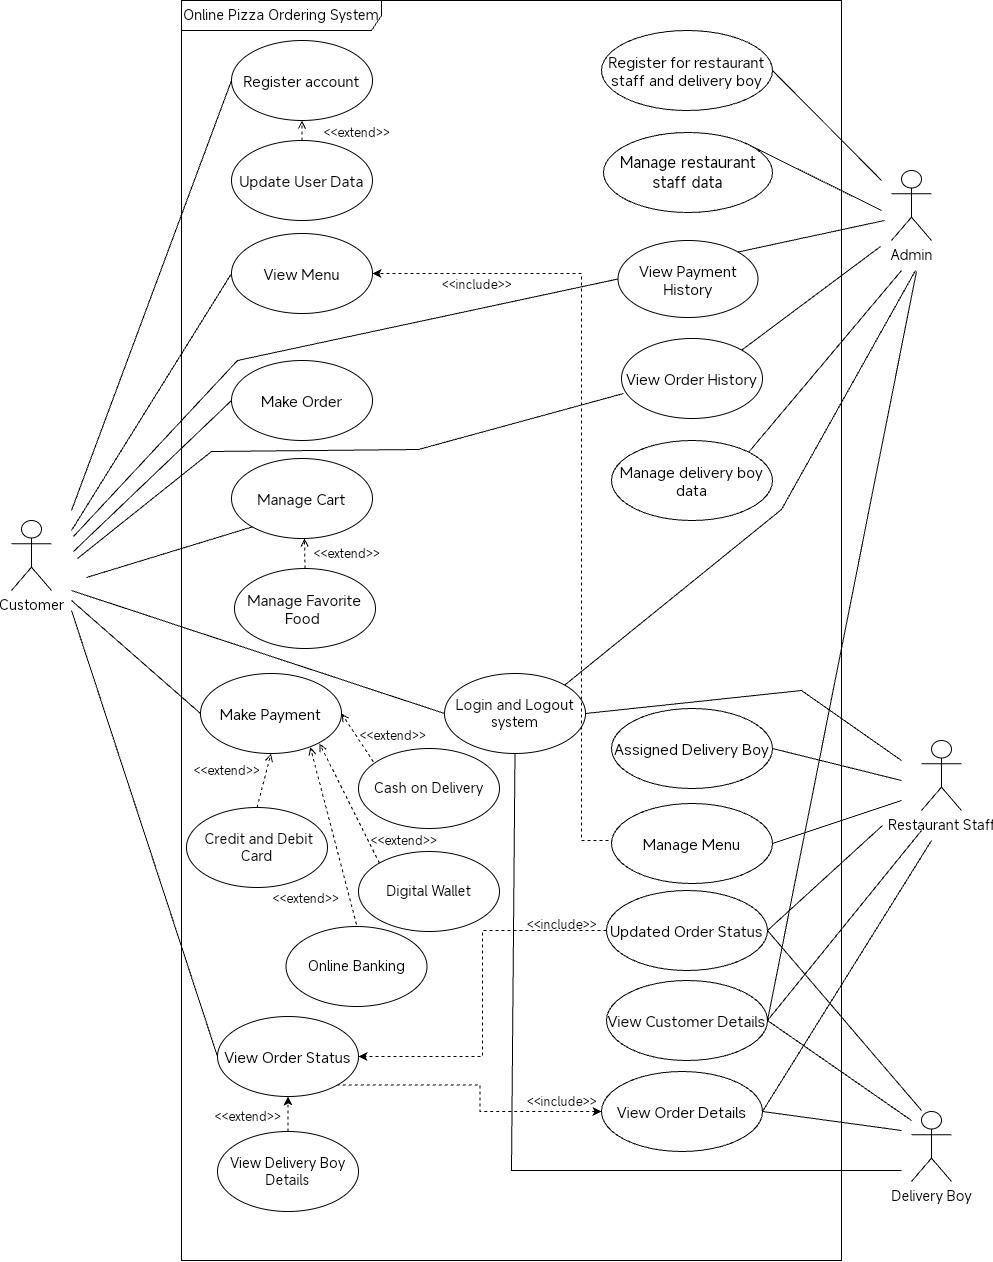 Online Pizza Ordering System
Register account
<<extend>>
Update User Data
View Menu
<<include>>
Make Order
Manage Cart
<<extend>>
Manage Favorite
Food
Customer
Make Payment
<<extend>>
<<extend>>
Cash on Delivery
Credit and Debit
Card
<<extend>>
Digital Wallet
<<extend>>
Online Banking
View Order Status
<<extend>>
View Delivery Boy
Details
Login and Logout
system
Register for restaurant
staff and delivery boy
Manage restaurant
staff data
View Payment
History
View Order History
Manage delivery boy
data
Assigned Delivery Boy
Manage Menu
<<include>>
Updated Order Status
View Customer Details
<<include>>
View Order Details
Admin
Restaurant Staff
Delivery Boy